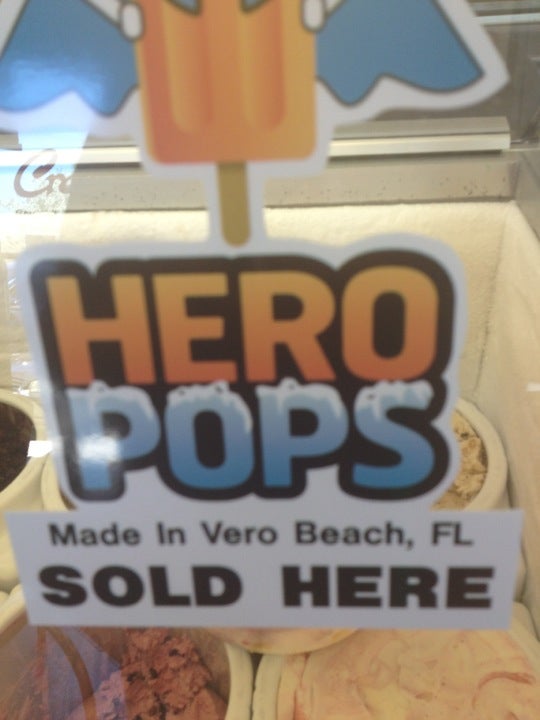 HERO
POPS
Made In Vero Beach, FL
SOLD HERE